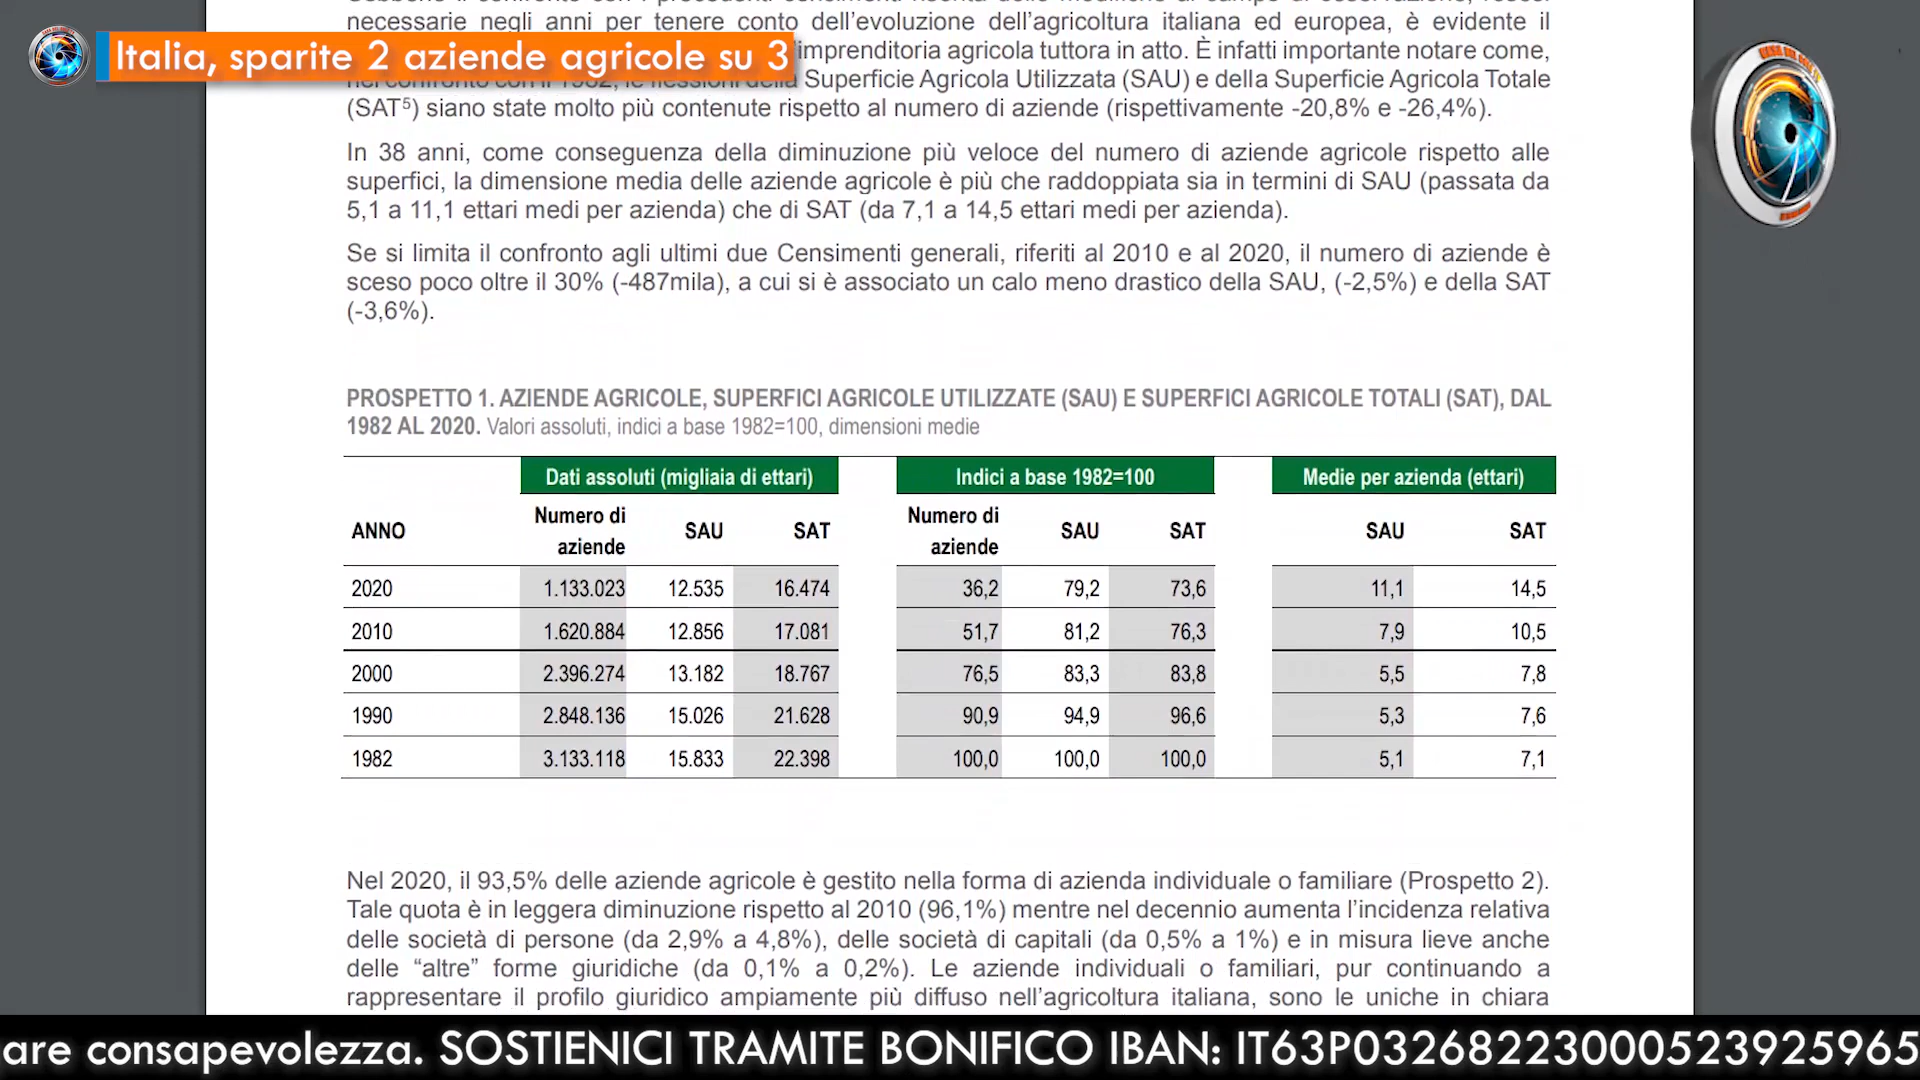 necessarie negli anni per tenere conto dell'evoluzione dell'agricoltura italiana ed europea, è evidente il
Italia, sparite 2 aziende agricole su 3
imprenditoria agricola tuttora in atto. È infatti importante notare come,
nel confronto con il 1982, le flessioni della Superficie Agricola Utilizzata (SAU) e della Superficie Agricola Totale
(SAT⁵) siano state molto più contenute rispetto al numero di aziende (rispettivamente -20,8% e -26,4%).
In 38 anni, come conseguenza della diminuzione più veloce del numero di aziende agricole rispetto alle
superfici, la dimensione media delle aziende agricole è più che raddoppiata sia in termini di SAU (passata da
5,1 a 11,1 ettari medi per azienda) che di SAT (da 7,1 a 14,5 ettari medi per azienda).
Se si limita il confronto agli ultimi due Censimenti generali, riferiti al 2010 e al 2020, il numero di aziende è
sceso poco oltre il 30% (-487mila), a cui si è associato un calo meno drastico della SAU, (-2,5%) e della SAT
(-3,6%).
PROSPETTO 1. AZIENDE AGRICOLE, SUPERFICI AGRICOLE UTILIZZATE (SAU) E SUPERFICI AGRICOLE TOTALI (SAT), DAL
1982 AL 2020. Valori assoluti, indici a base 1982=100, dimensioni medie
Dati assoluti (migliaia di ettari) Indici a base 1982=100 Medie per azienda (ettari)
ANNO Numero di aziende SAU SAT Numero di aziende SAU SAT SAU SAT
2020 1.133.023 12.535 16.474 36,2 79,2 73,6 11,1 14,5
2010 1.620.884 12.856 17.081 51,7 81,2 76,3 7,9 10,5
2000 2.396.274 13.182 18.767 76,5 83,3 83,8 5,5 7,8
1990 2.848.136 15.026 21.628 90,9 94,9 96,6 5,3 7,6
1982 3.133.118 15.833 22.398 100,0 100,0 100,0 5,1 7,1
Nel 2020, il 93,5% delle aziende agricole è gestito nella forma di azienda individuale o familiare (Prospetto 2).
Tale quota è in leggera diminuzione rispetto al 2010 (96,1%) mentre nel decennio aumenta l'incidenza relativa
delle società di persone (da 2,9% a 4,8%), delle società di capitali (da 0,5% a 1%) e in misura lieve anche
delle "altre" forme giuridiche (da 0,1% a 0,2%). Le aziende individuali o familiari, pur continuando a
rappresentare il profilo giuridico ampiamente più diffuso nell'agricoltura italiana, sono le uniche in chiara
are consapevolezza. SOSTIENICI TRAMITE BONIFICO IBAN: IT63P03268223000523925965